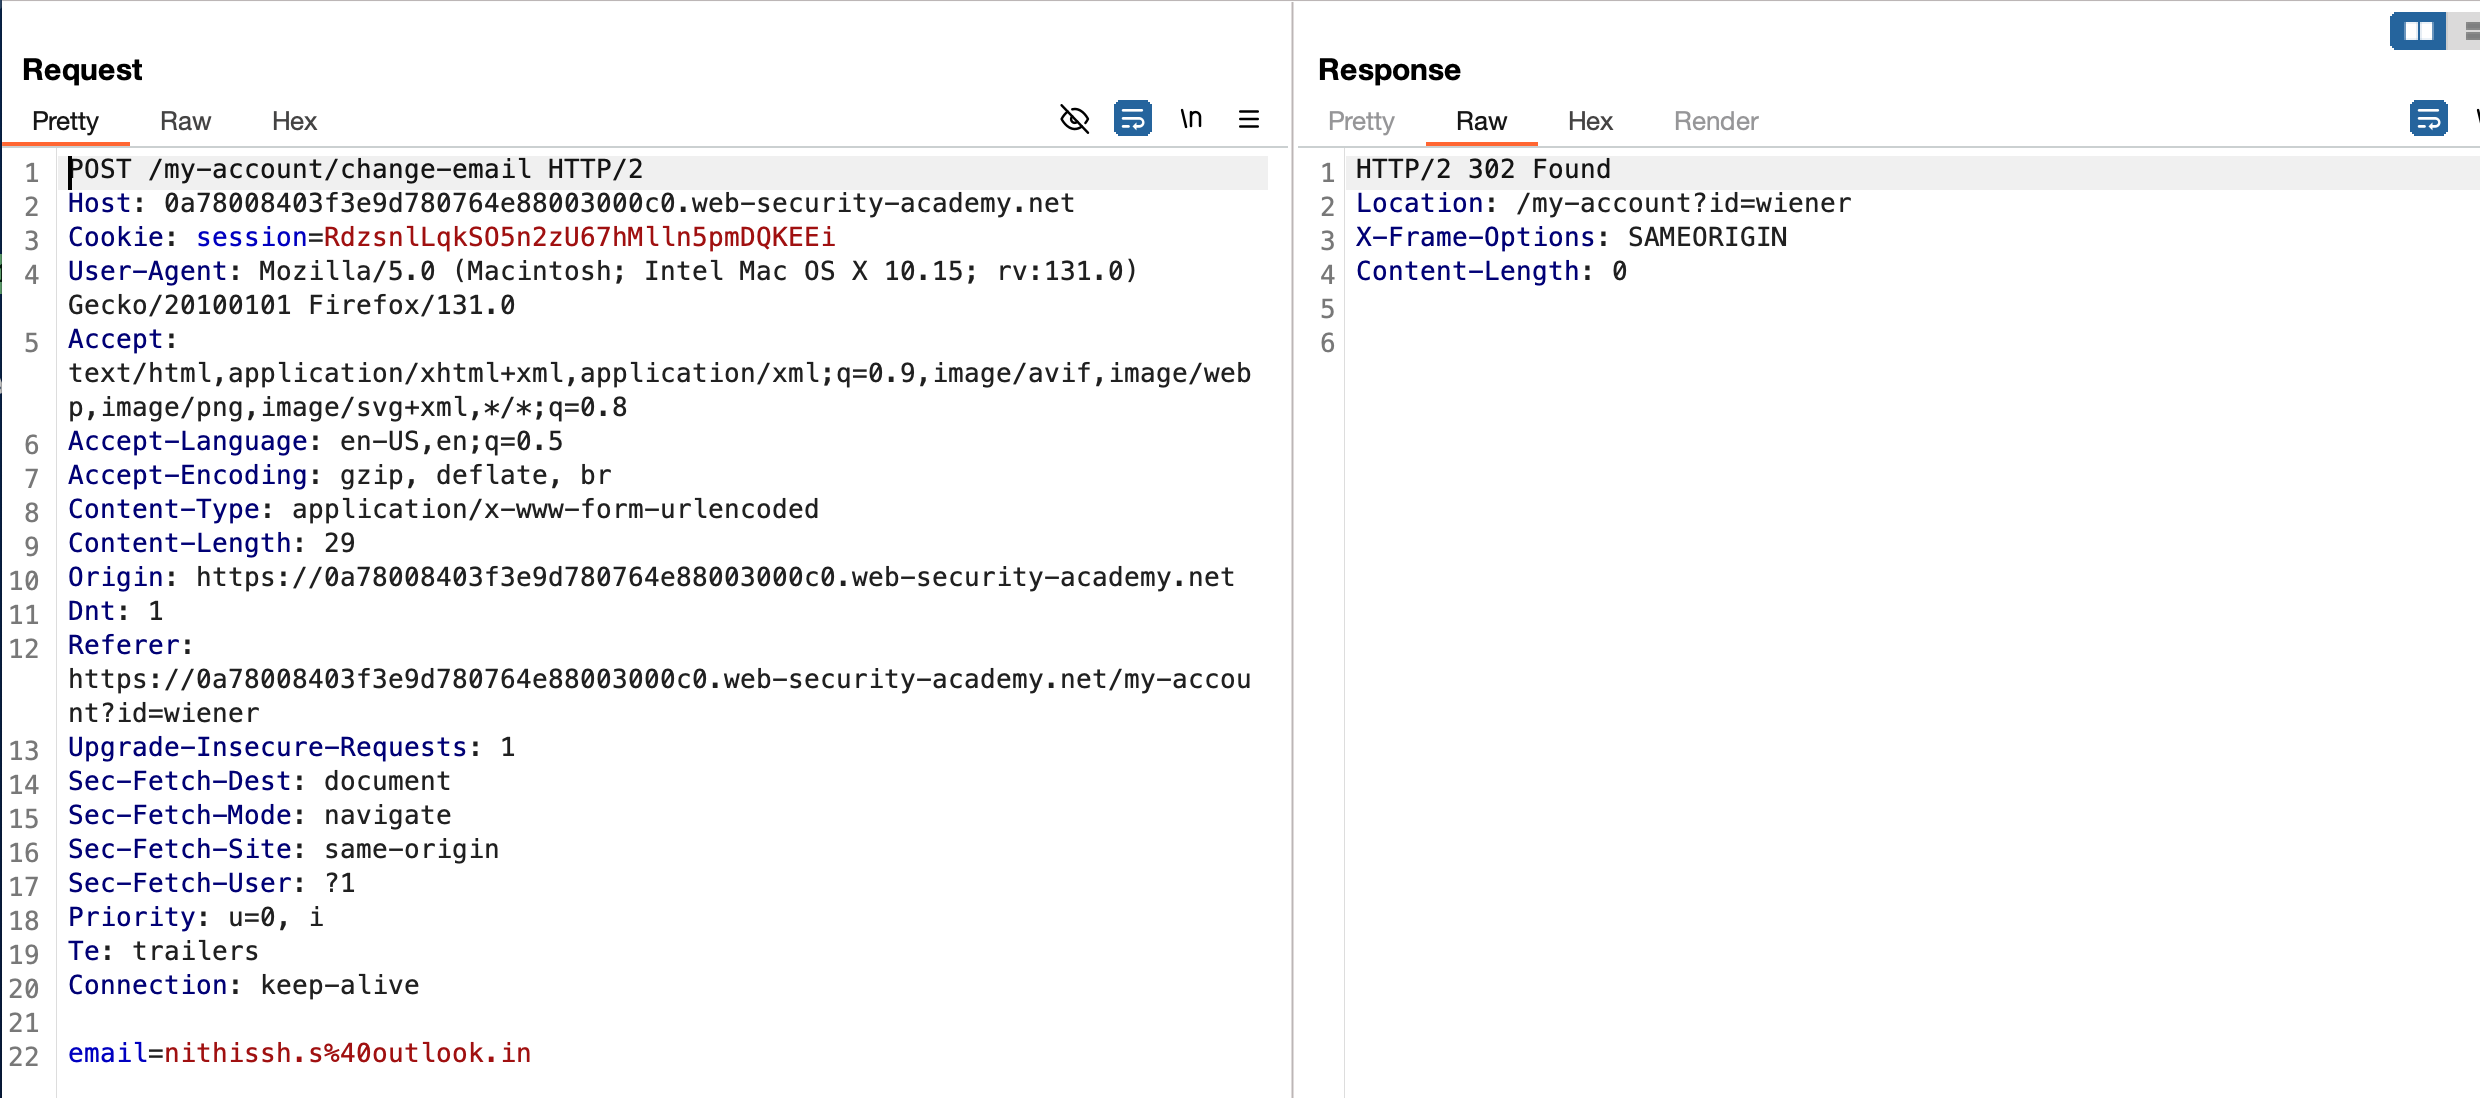 Request
Pretty Raw Hex \n
1 POST /my-account/change-email HTTP/2
2 Host: 0a78008403f3e9d780764e88003000c0.web-security-academy.net
3 Cookie: session=RdzsnlLqkSO5n2zU67hMlln5pmDQKEEi
4 User-Agent: Mozilla/5.0 (Macintosh; Intel Mac OS X 10.15; rv:131.0)
Gecko/20100101 Firefox/131.0
5 Accept:
text/html,application/xhtml+xml,application/xml;q=0.9,image/avif,image/web
p,image/png,image/svg+xml,*/*;q=0.8
6 Accept-Language: en-US,en;q=0.5
7 Accept-Encoding: gzip, deflate, br
8 Content-Type: application/x-www-form-urlencoded
9 Content-Length: 29
10 Origin: https://0a78008403f3e9d780764e88003000c0.web-security-academy.net
11 Dnt: 1
12 Referer:
https://0a78008403f3e9d780764e88003000c0.web-security-academy.net/my-accou
nt?id=wiener
13 Upgrade-Insecure-Requests: 1
14 Sec-Fetch-Dest: document
15 Sec-Fetch-Mode: navigate
16 Sec-Fetch-Site: same-origin
17 Sec-Fetch-User: ?1
18 Priority: u=0, i
19 Te: trailers
20 Connection: keep-alive
21
22 email=nithissh.s%40outlook.in
Response
Pretty Raw Hex Render
1 HTTP/2 302 Found
2 Location: /my-account?id=wiener
3 X-Frame-Options: SAMEORIGIN
4 Content-Length: 0
5
6